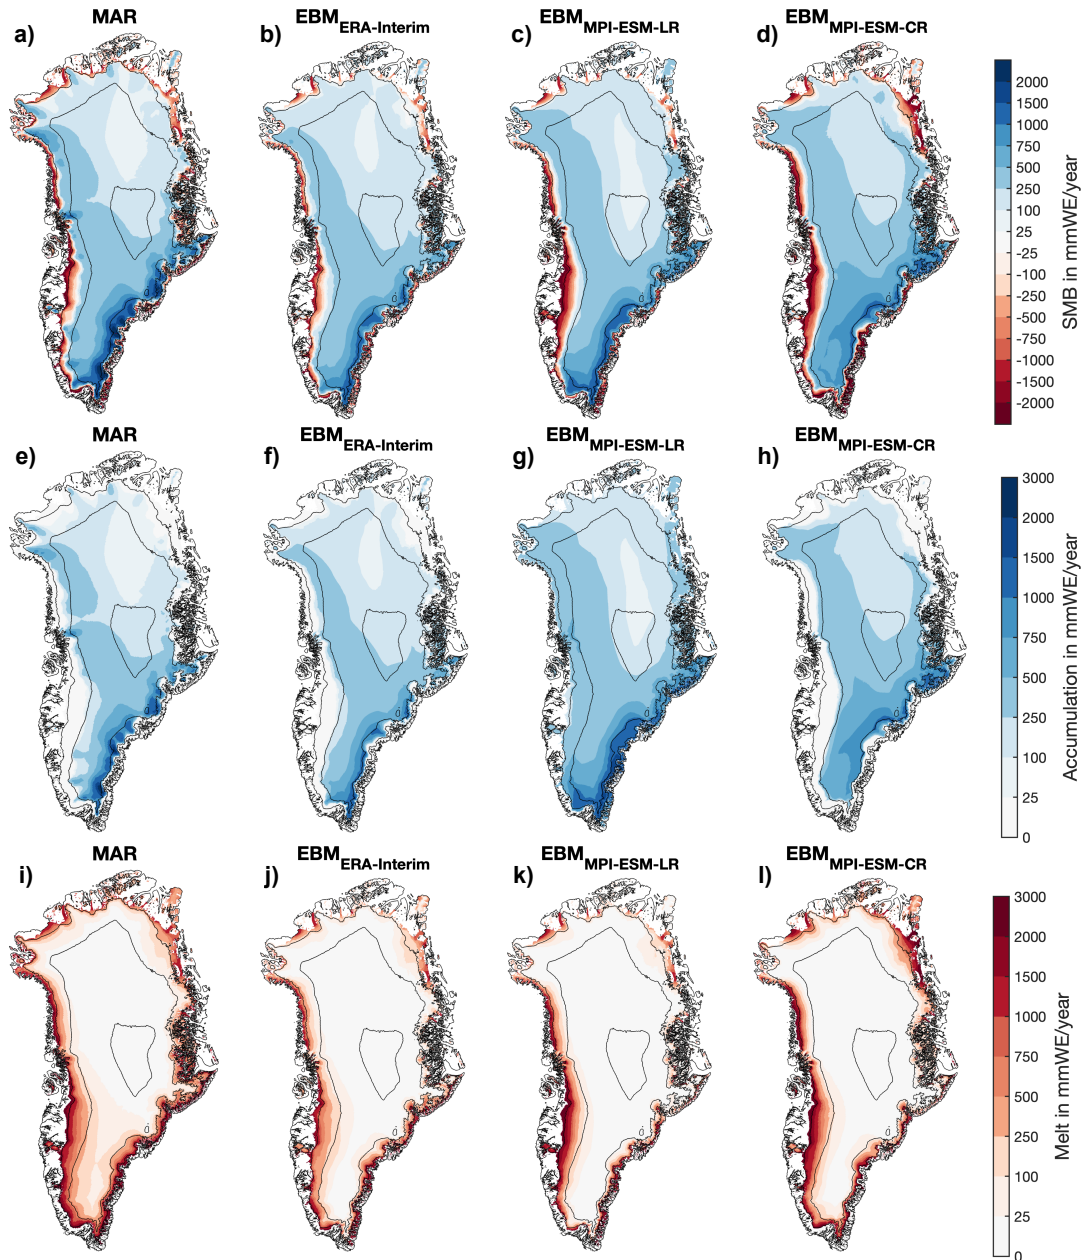 MAR
EBM ERA-Interim
EBM MPI-ESM-LR
EBM MPI-ESM-CR
a)
b)
c)
d)
2000
1500
1000
750
500
250
100
25
-25
-100
-250
-500
-750
-1000
-1500
-2000
SMB in mmWE/year
MAR
EBM ERA-Interim
EBM MPI-ESM-LR
EBM MPI-ESM-CR
e)
f)
g)
h)
3000
2000
1500
1000
750
500
250
100
25
0
Accumulation in mmWE/year
MAR
EBM ERA-Interim
EBM MPI-ESM-LR
EBM MPI-ESM-CR
i)
j)
k)
l)
3000
2000
1500
1000
750
500
250
100
25
0
Melt in mmWE/year